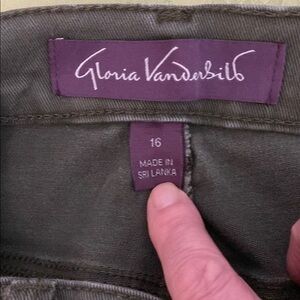 Gloria Vanderbilt
16
MADE IN
SRI LANKA